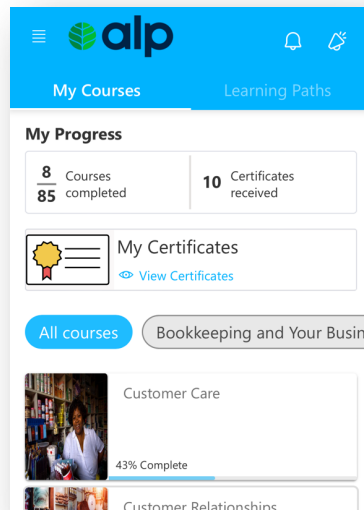 alp
My Courses
Learning Paths
My Progress
8
85
Courses
completed
10
Certificates
received
My Certificates
View Certificates
All courses
Bookkeeping and Your Busin
Customer Care
43% Complete
Customer Relationships